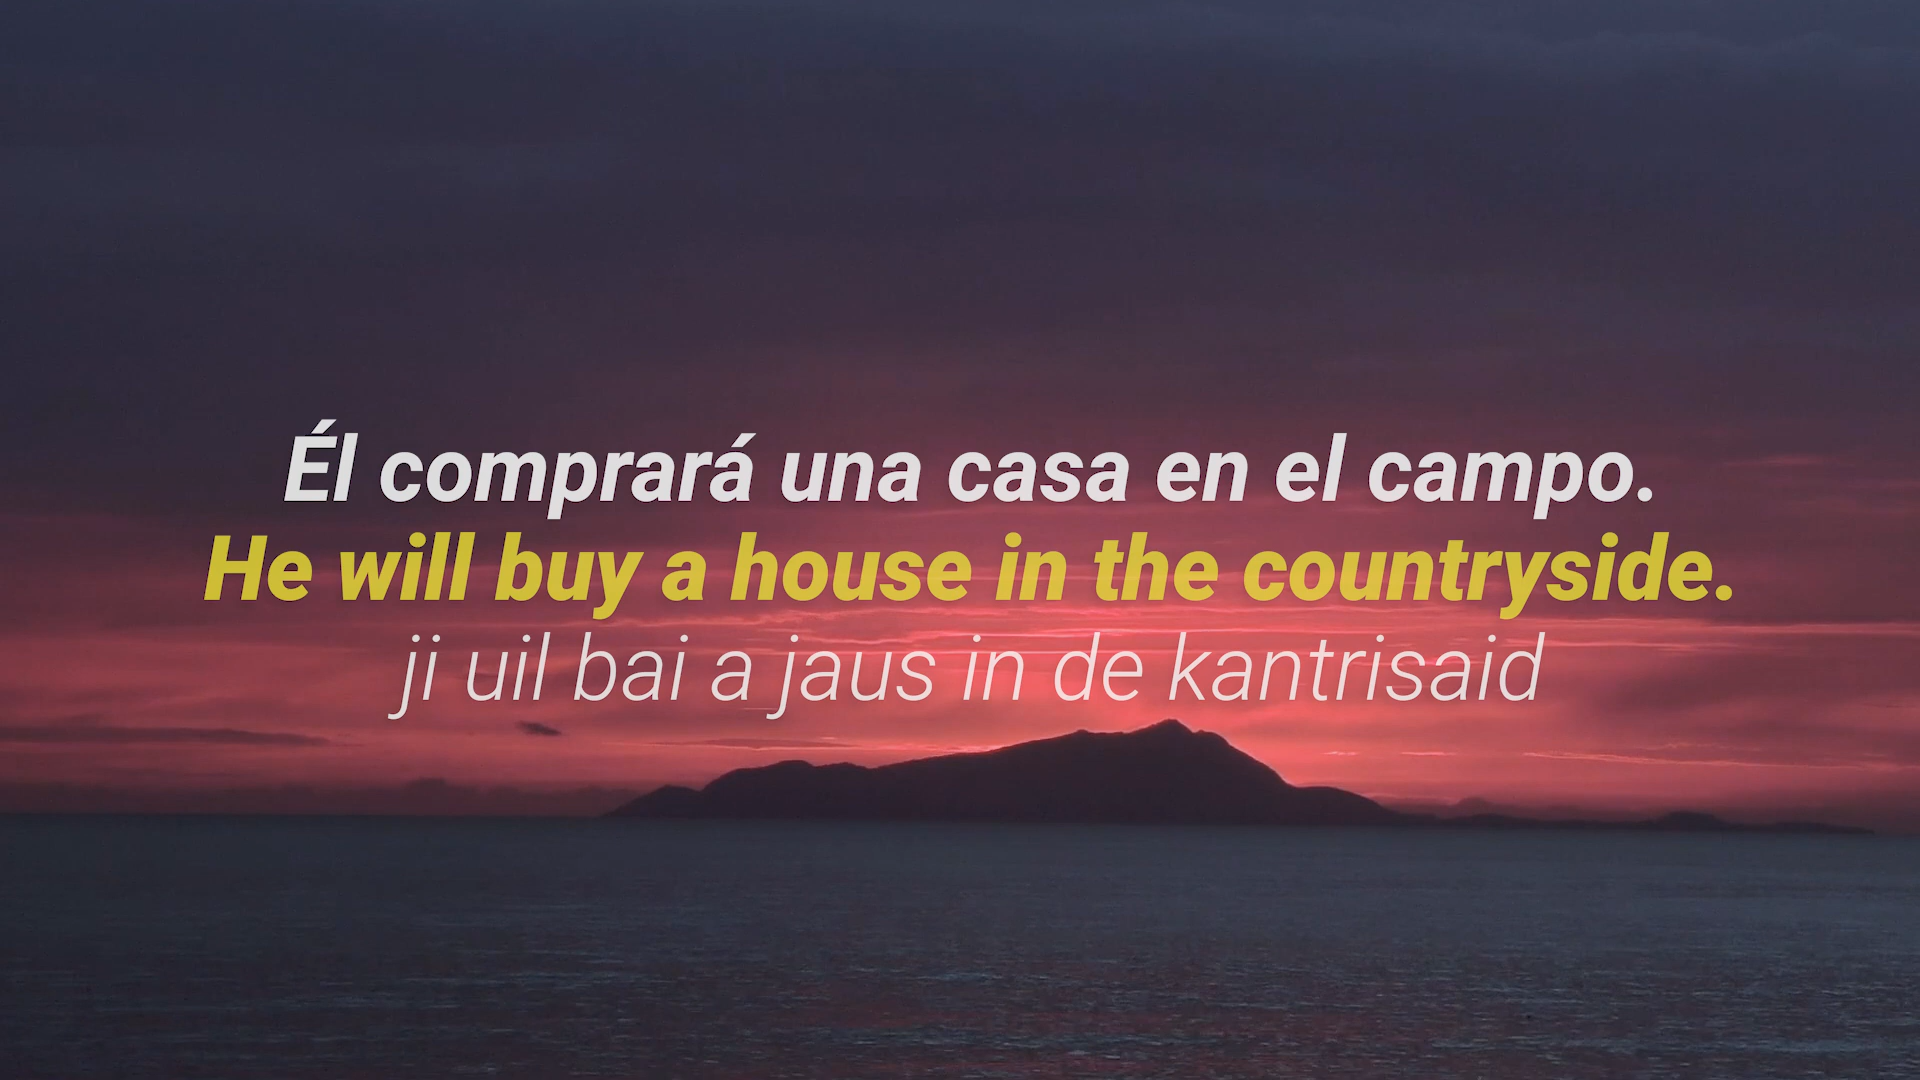 Él comprará una casa en el campo.
He will buy a house in the countryside.
ji uil bai a jaus in de kantrisaid